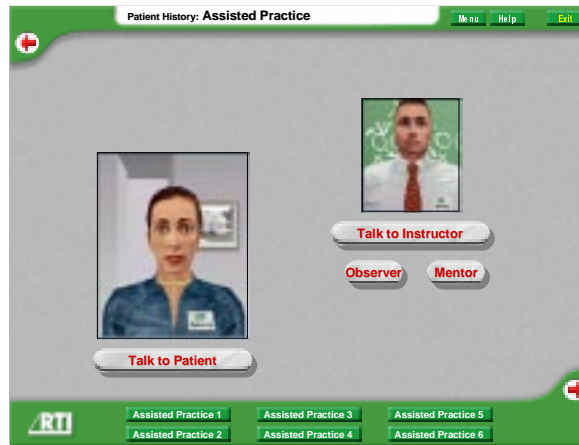 Patient History: Assisted Practice
Menu Help Exit
Talk to Instructor
Observer Mentor
Talk to Patient
RTI
Assisted Practice 1 Assisted Practice 3 Assisted Practice 5
Assisted Practice 2 Assisted Practice 4 Assisted Practice 6